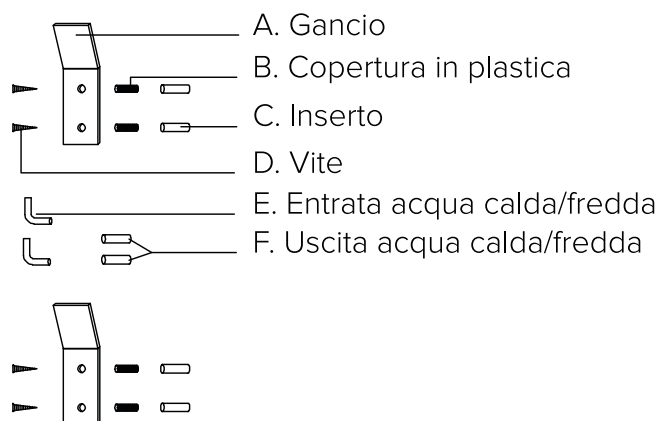 A. Gancio
B. Copertura in plastica
C. Inserto
D. Vite
E. Entrata acqua calda/fredda
F. Uscita acqua calda/fredda